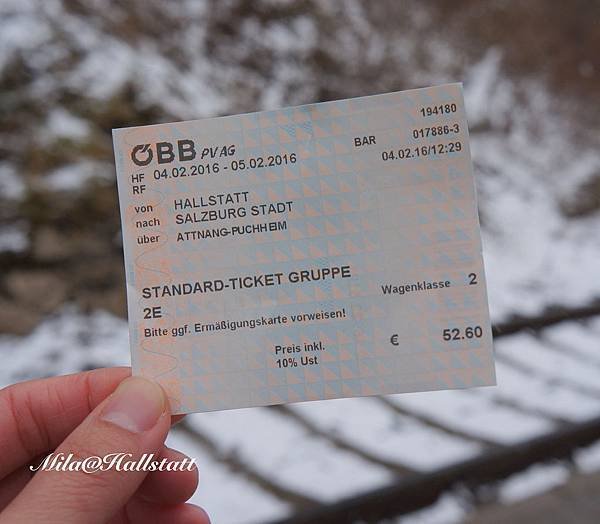 194180
ÖBB PV AG
BAR 017886-3
HF 04.02.2016 - 05.02.2016
04.02.16/12:29
RF
von HALLSTATT
nach SALZBURG STADT
über ATTNANG-PUCHHEIM
STANDARD-TICKET GRUPPE
2E
Wagenklasse 2
Bitte ggf. Ermäßigungskarte vorweisen!
Preis inkl. € 52.60
10% Ust
Mila@Hallstatt